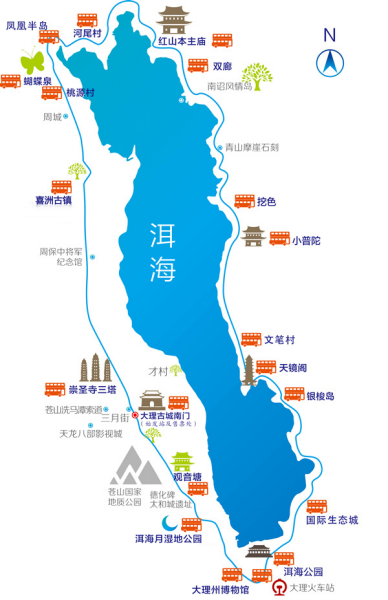 凤凰半岛
河尾村
红山本主庙
双廊
N
蝴蝶泉
桃源村
南诏风情岛
周城
青山摩崖石刻
喜洲古镇
挖色
洱海
小普陀
周保中将军
纪念馆
文笔村
天镜阁
才村
崇圣寺三塔
银梭岛
苍山洗马潭索道
三月街
大理古城南门
(始发站及售票处)
天龙八部影视城
观音塘
苍山国家
地质公园
德化碑
太和城遗址
国际生态城
洱海月湿地公园
洱海公园
大理州博物馆
大理火车站